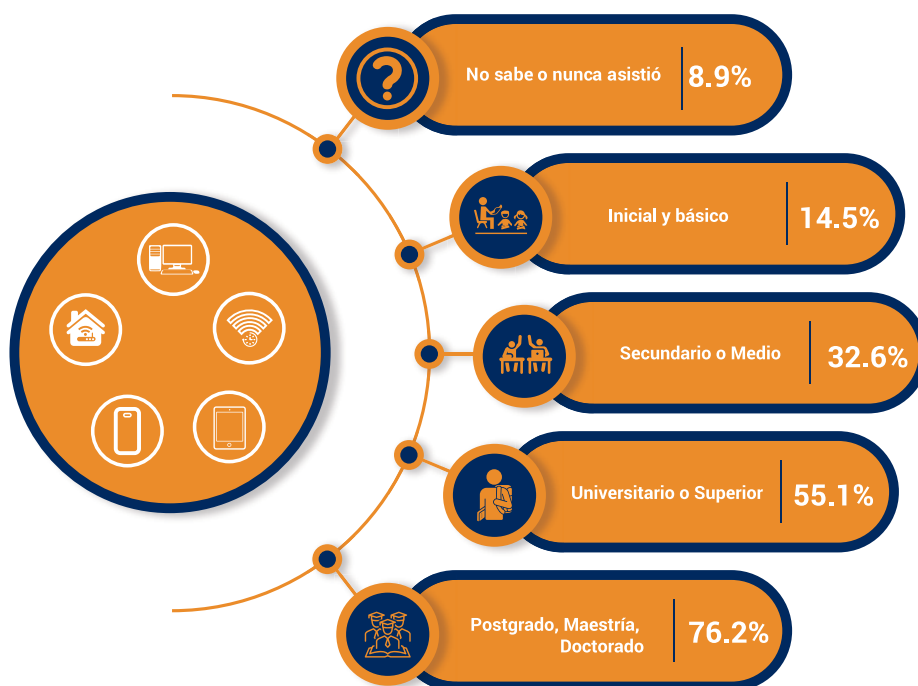 No sabe o nunca asistió 8.9%
Inicial y básico 14.5%
Secundario o Medio 32.6%
Universitario o Superior 55.1%
Postgrado, Maestría,
Doctorado 76.2%